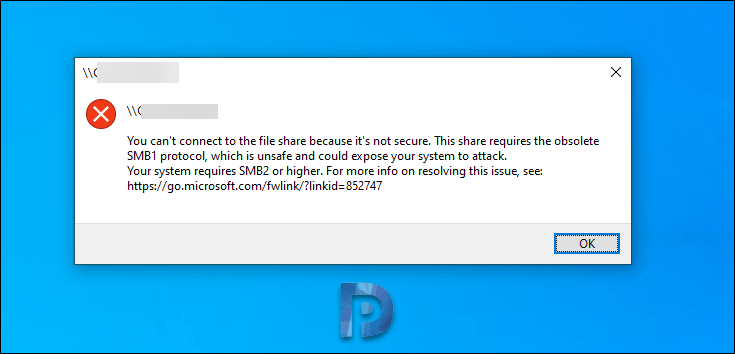 \\C
\\C
You can't connect to the file share because it's not secure. This share requires the obsolete
SMB1 protocol, which is unsafe and could expose your system to attack.
Your system requires SMB2 or higher. For more info on resolving this issue, see:
https://go.microsoft.com/fwlink/?linkid=852747
OK